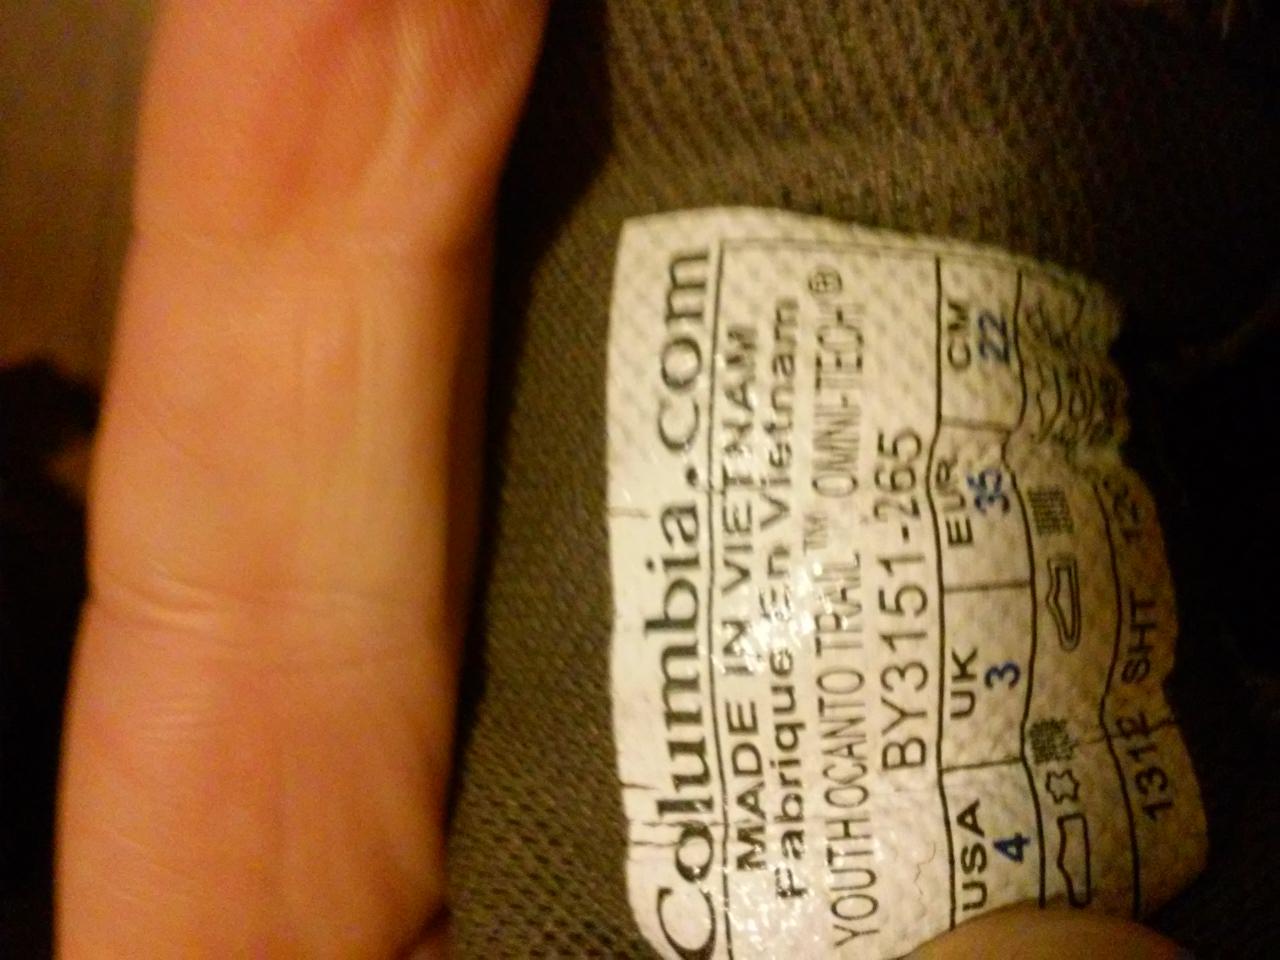 Columbia.com
MADE IN VIETNAM
Fabrique en Vietnam
YOUTH OCANTO TRAIL™ OMNI-TECH®
BY3151-265
USA UK EUR CM
4 3 35 22
1312 SHT